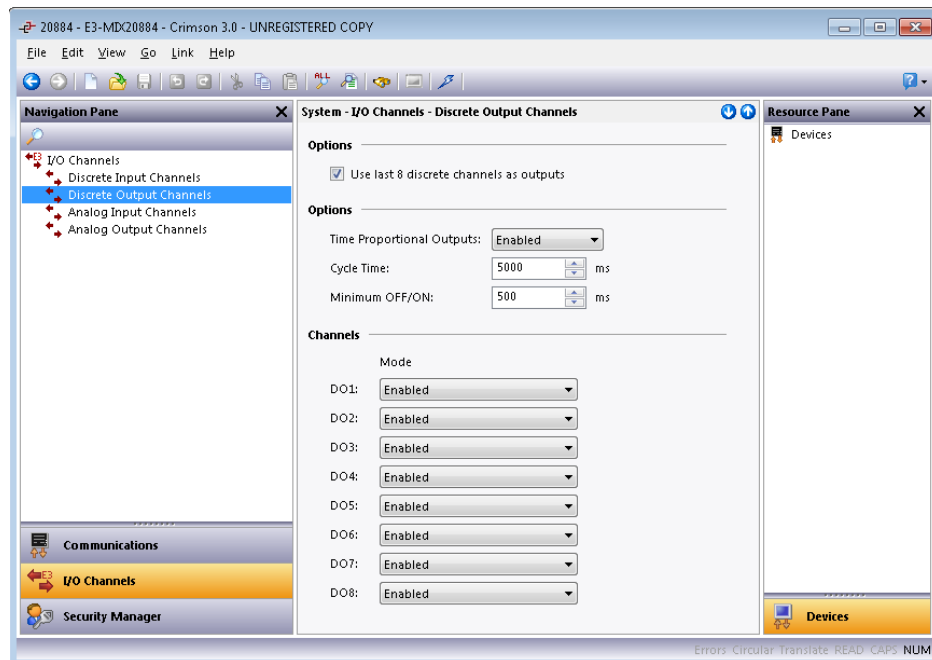 20884 - E3-MIX20884 - Crimson 3.0 - UNREGISTERED COPY
File Edit View Go Link Help
ALL
Navigation Pane
E3 I/O Channels
Discrete Input Channels
Discrete Output Channels
Analog Input Channels
Analog Output Channels
Communications
E3 I/O Channels
Security Manager
System - I/O Channels - Discrete Output Channels
Options
Use last 8 discrete channels as outputs
Options
Time Proportional Outputs: Enabled
Cycle Time: 5000 ms
Minimum OFF/ON: 500 ms
Channels
Mode
DO1: Enabled
DO2: Enabled
DO3: Enabled
DO4: Enabled
DO5: Enabled
DO6: Enabled
DO7: Enabled
DO8: Enabled
Resource Pane
Devices
Devices
Errors Circular Translate READ CAPS NUM